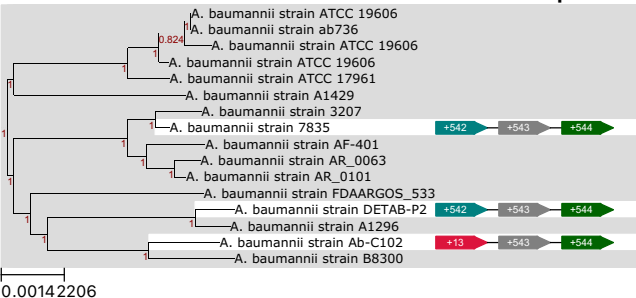 A. baumannii strain ATCC 19606
1 A. baumannii strain ab736
0.824 A. baumannii strain ATCC 19606
1 A. baumannii strain ATCC 19606
1 A. baumannii strain ATCC 17961
1 A. baumannii strain A1429
A. baumannii strain 3207
1 1 A. baumannii strain 7835 +542 +543 +544
1 A. baumannii strain AF-401
1 A. baumannii strain AR_0063
1 1 A. baumannii strain AR_0101
A. baumannii strain FDAARGOS_533
1 A. baumannii strain DETAB-P2 +542 +543 +544
1 A. baumannii strain A1296
1 A. baumannii strain Ab-C102 +13 +543 +544
1 A. baumannii strain B8300
0.00142206